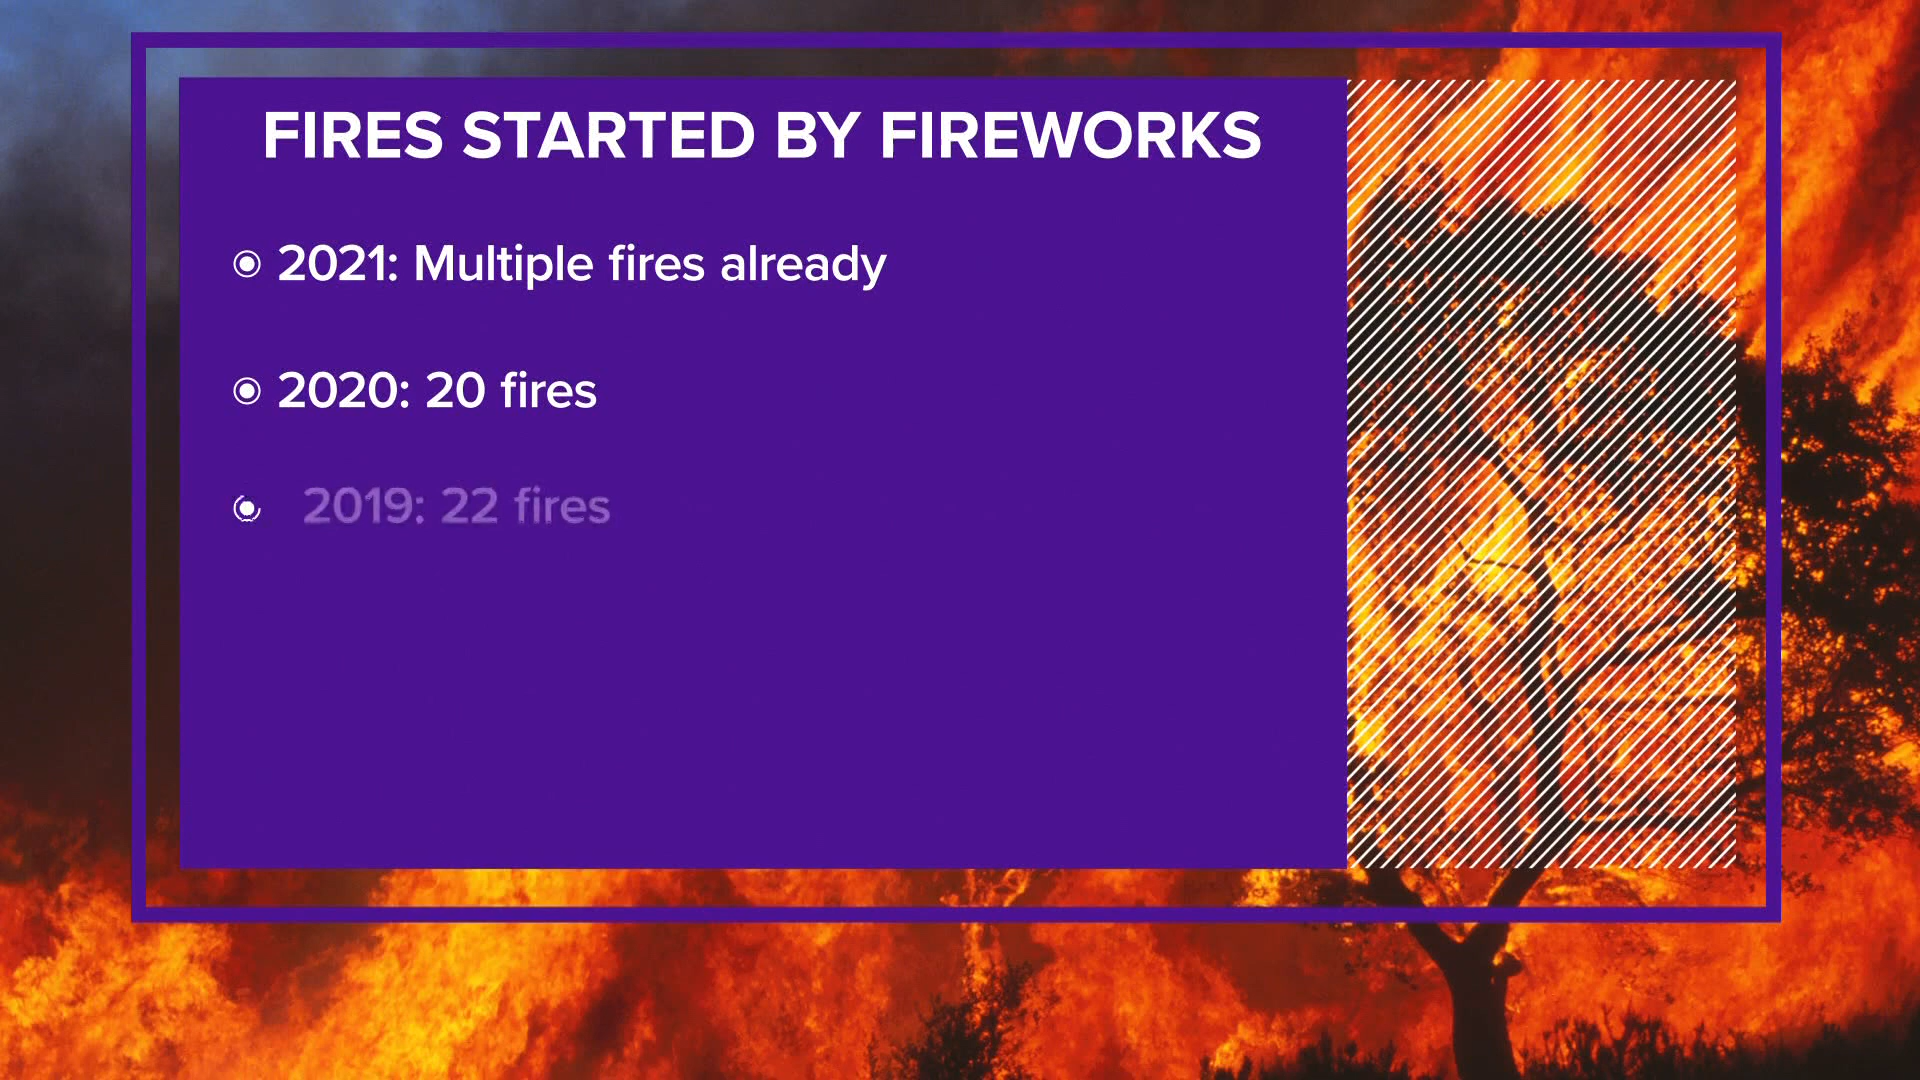 FIRES STARTED BY FIREWORKS
2021: Multiple fires already
2020: 20 fires
2019: 22 fires